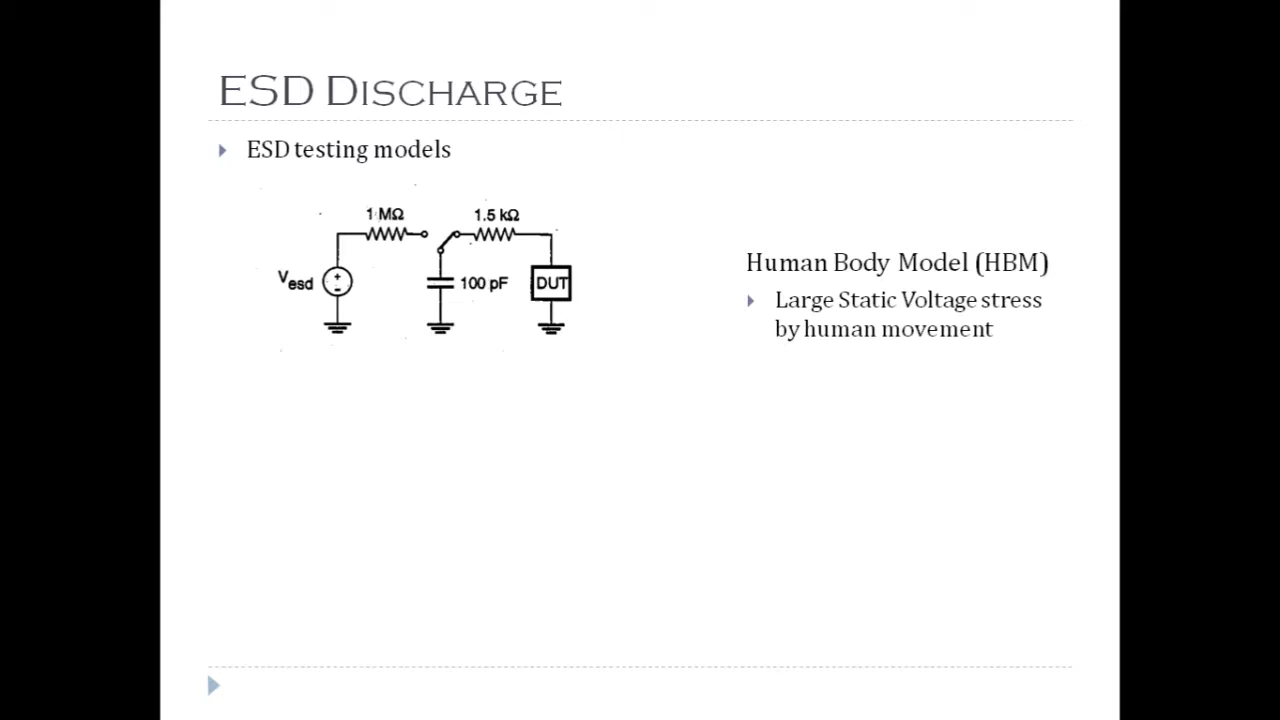 ESD DISCHARGE
ESD testing models
1 MΩ
1.5 kΩ
Vesd
100 pF
DUT
Human Body Model (HBM)
Large Static Voltage stress
by human movement